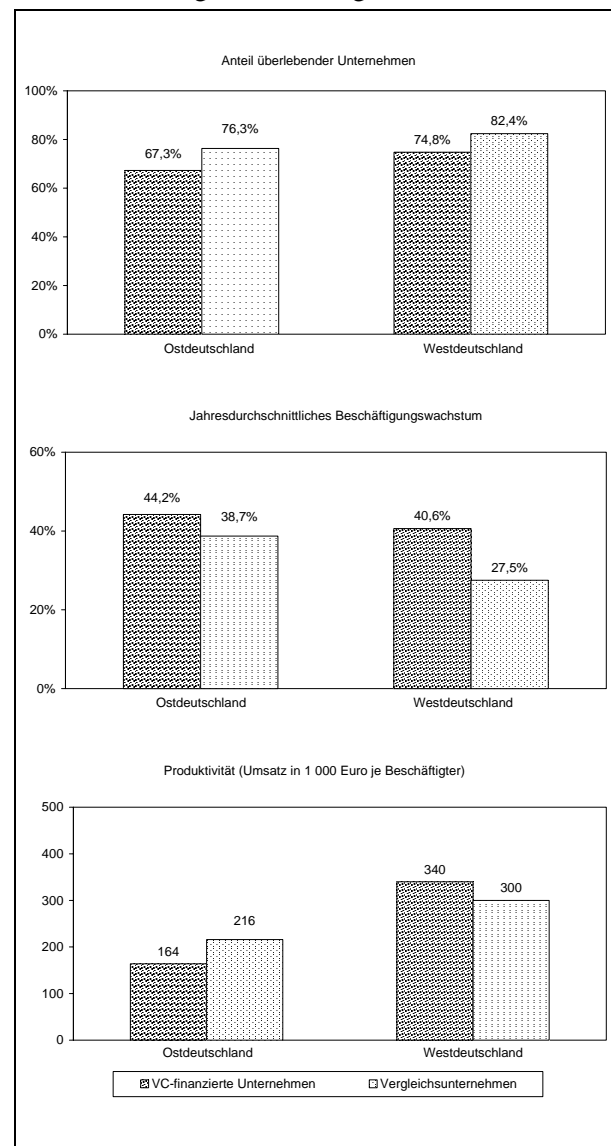 Anteil überlebender Unternehmen
100%
80%
60%
40%
20%
0%
67,3%
76,3%
74,8%
82,4%
Ostdeutschland
Westdeutschland
Jahresdurchschnittliches Beschäftigungswachstum
60%
40%
20%
0%
44,2%
38,7%
40,6%
27,5%
Ostdeutschland
Westdeutschland
Produktivität (Umsatz in 1 000 Euro je Beschäftigter)
500
400
300
200
100
0
164
216
340
300
Ostdeutschland
Westdeutschland
VC-finanzierte Unternehmen
Vergleichsunternehmen